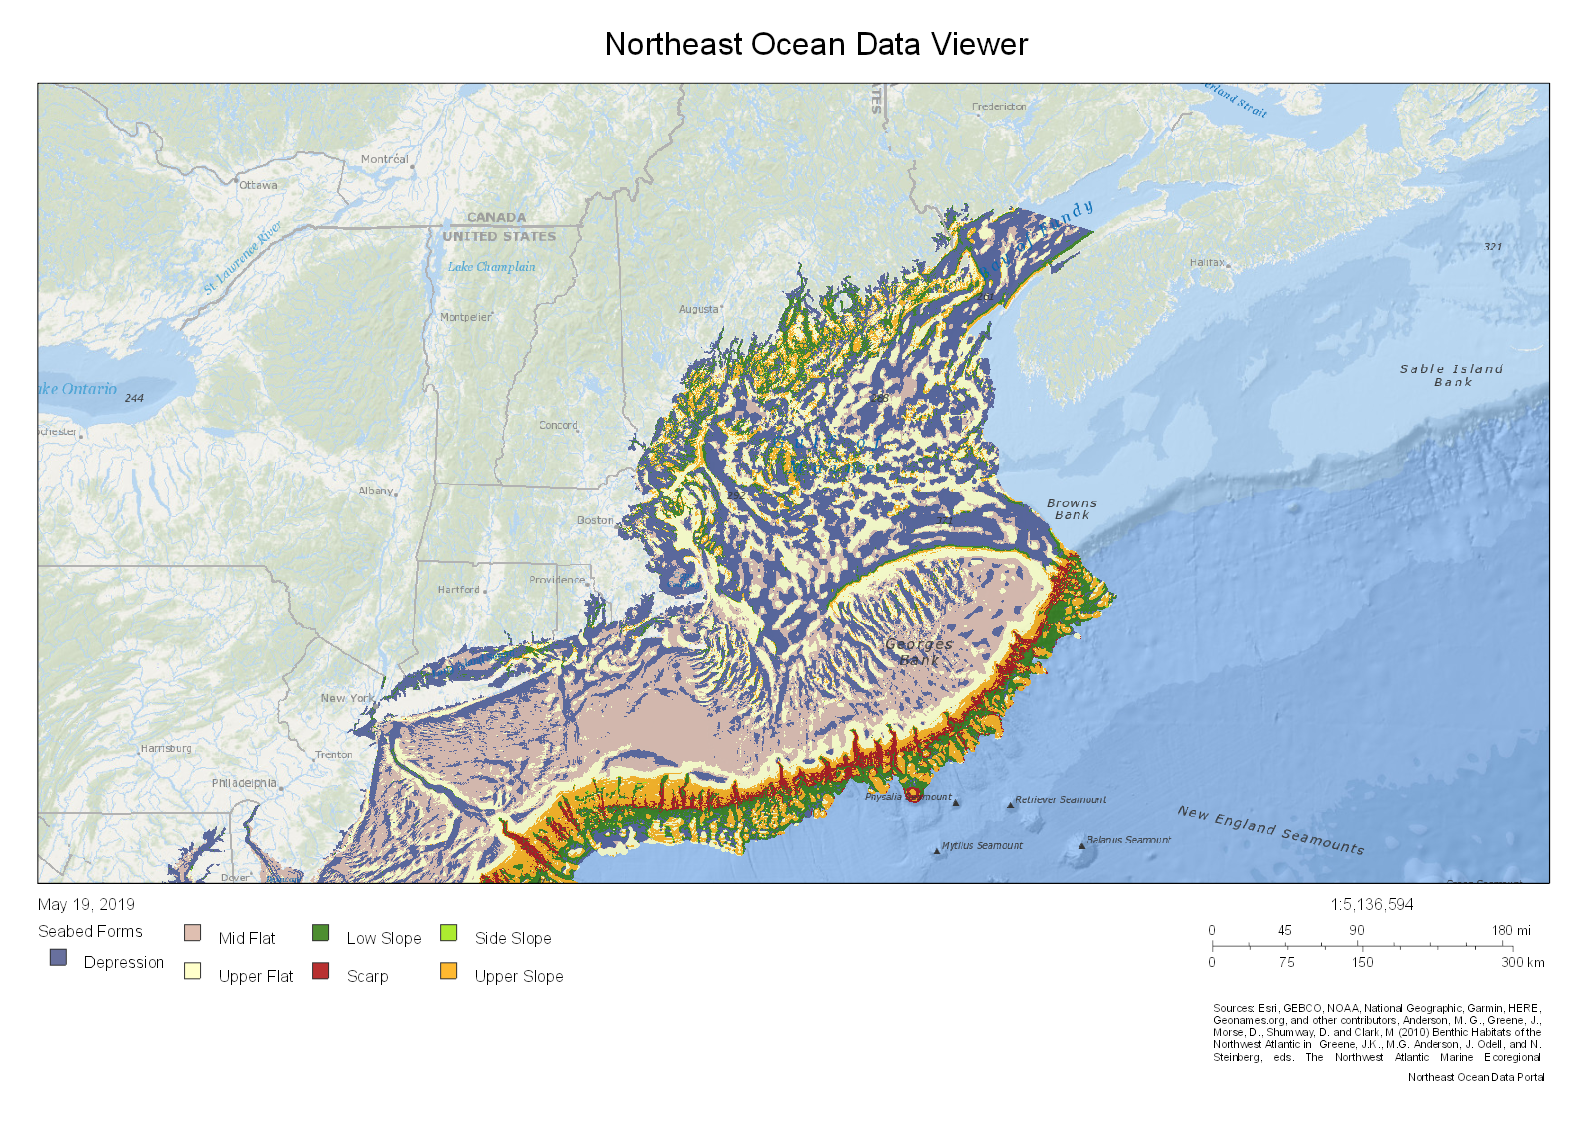 Northeast Ocean Data Viewer
Fredericton
Montréal
Ottawa
CANADA
UNITED STATES
St. Lawrence River
Lake Champlain
Bay of Fundy
321
Halifax
Augusta
Montpelier
Sable Island
Bank
244
Concord
Albany
Browns
Bank
Boston
Providence
Hartford
Georges
Bank
New York
Harrisburg
Trenton
Philadelphia
Physalia Seamount
Retriever Seamount
New England Seamounts
Mytilus Seamount
Balanus Seamount
Dover
May 19, 2019
1:5,136,594
Seabed Forms
Depression
Mid Flat
Upper Flat
Low Slope
Scarp
Side Slope
Upper Slope
0 45 90 180 mi
0 75 150 300 km
Sources: Esri, GEBCO, NOAA, National Geographic, Garmin, HERE,
Geonames.org, and other contributors, Anderson, M. G., Greene, J.,
Morse, D., Shumway, D. and Clark, M (2010) Benthic Habitats of the
Northwest Atlantic in Greene, J.K., M.G. Anderson, J. Odell, and N.
Steinberg, eds. The Northwest Atlantic Marine Ecoregional
Northeast Ocean Data Portal